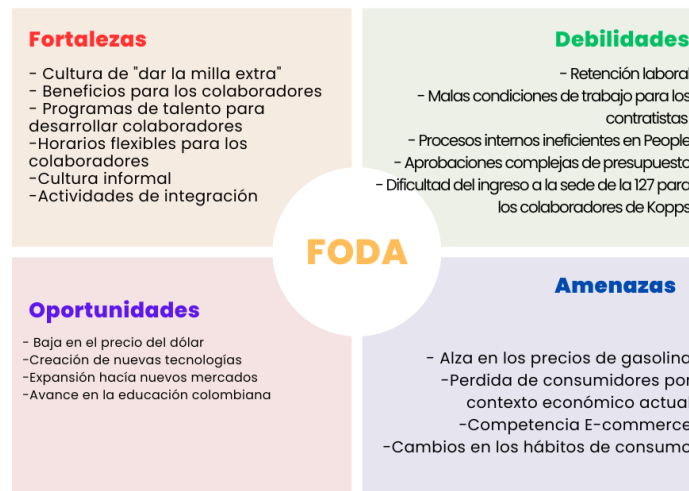 Fortalezas
- Cultura de "dar la milla extra"
- Beneficios para los colaboradores
- Programas de talento para
desarrollar colaboradores
-Horarios flexibles para los
colaboradores
-Cultura informal
-Actividades de integración
Debilidades
- Retención laboral
- Malas condiciones de trabajo para los
contratistas
- Procesos internos ineficientes en People
- Aprobaciones complejas de presupuesto
- Dificultad del ingreso a la sede de la 127 para
los colaboradores de Kopps
FODA
Oportunidades
- Baja en el precio del dólar
-Creación de nuevas tecnologías
-Expansión hacía nuevos mercados
-Avance en la educación colombiana
Amenazas
- Alza en los precios de gasolina
-Perdida de consumidores por
contexto económico actual
-Competencia E-commerce
-Cambios en los hábitos de consumo